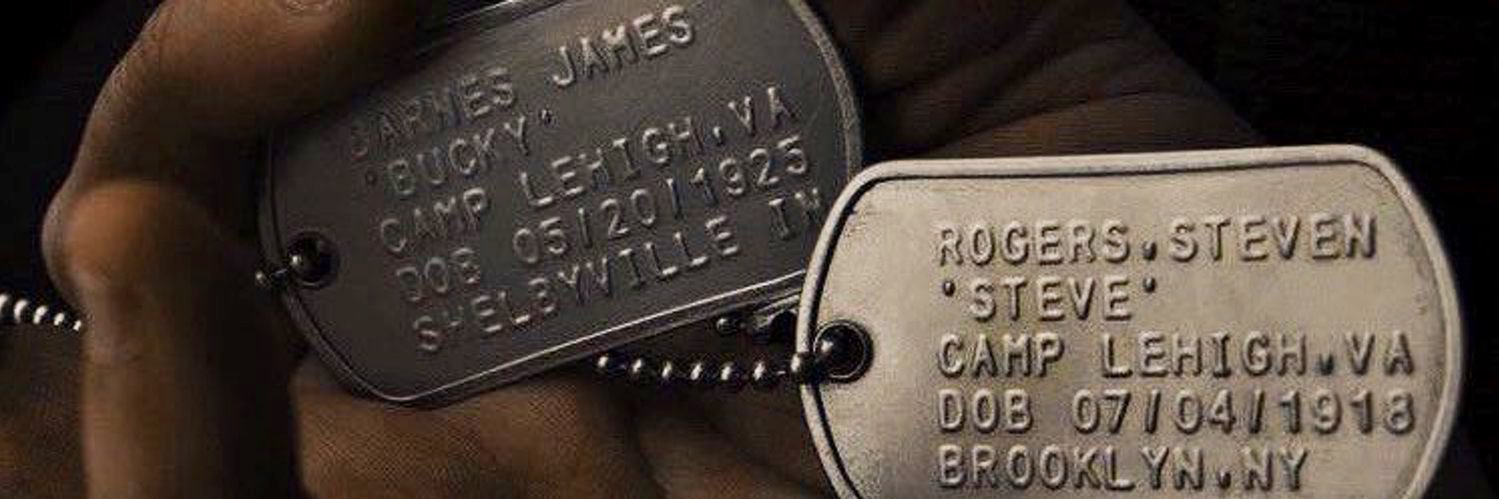 BARNES JAMES
"BUCKY"
CAMP LEHIGH.VA
DOB 05/20/1925
SHELBYVILLE IN
ROGERS.STEVEN
"STEVE"
CAMP LEHIGH.VA
DOB 07/04/1918
BROOKLYN.NY